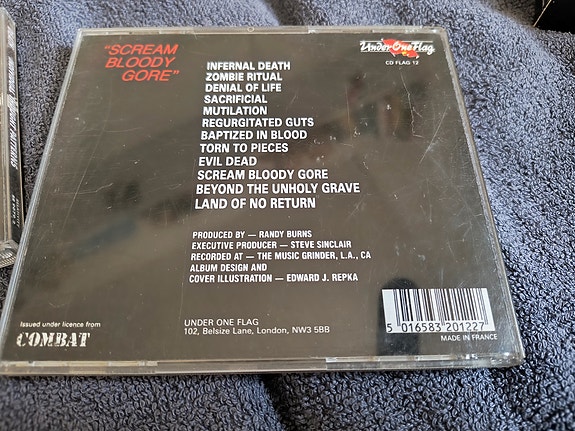 "SCREAM
BLOODY
GORE"
Under One Flag
CD FLAG 12
INFERNAL DEATH
ZOMBIE RITUAL
DENIAL OF LIFE
SACRIFICIAL
MUTILATION
REGURGITATED GUTS
BAPTIZED IN BLOOD
TORN TO PIECES
EVIL DEAD
SCREAM BLOODY GORE
BEYOND THE UNHOLY GRAVE
LAND OF NO RETURN
PRODUCED BY — RANDY BURNS
EXECUTIVE PRODUCER — STEVE SINCLAIR
RECORDED AT — THE MUSIC GRINDER, L.A., CA
ALBUM DESIGN AND
COVER ILLUSTRATION — EDWARD J. REPKA
Issued under licence from
COMBAT
UNDER ONE FLAG
102, Belsize Lane, London, NW3 5BB
5 016583 201227
MADE IN FRANCE